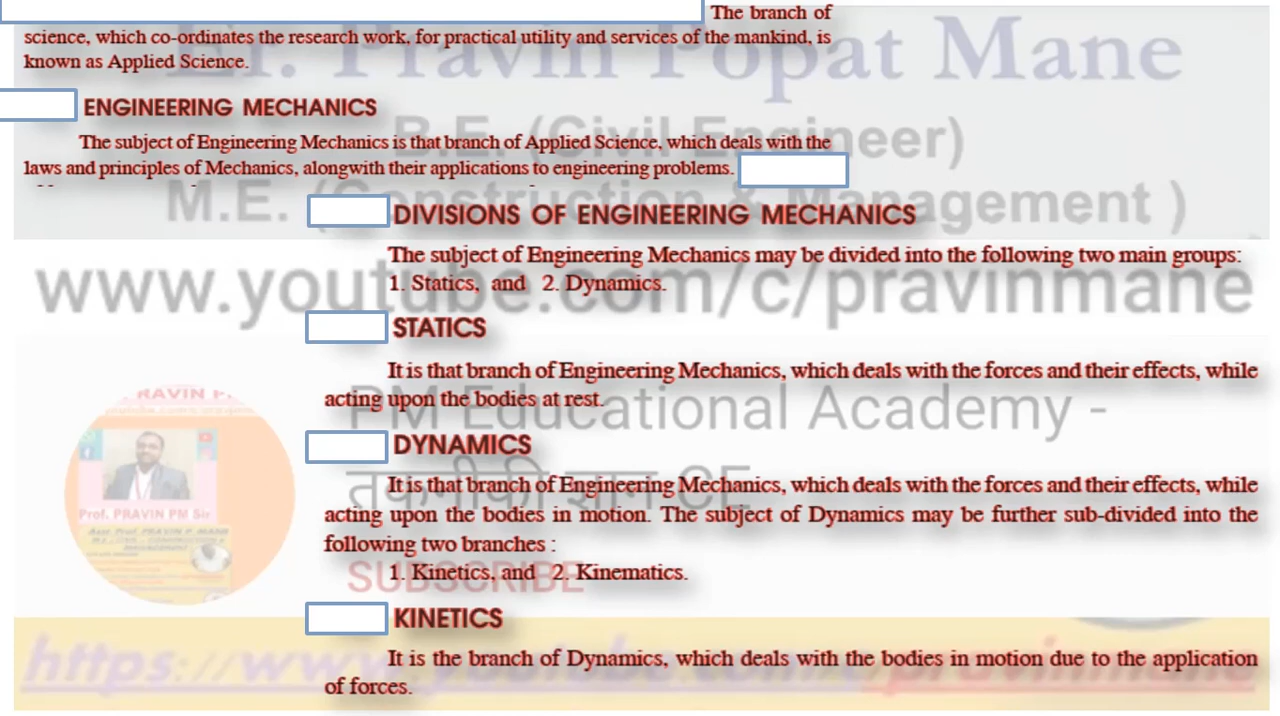 The branch of
science, which co-ordinates the research work, for practical utility and services of the mankind, is
known as Applied Science.
Er. Pravin Popat Mane
ENGINEERING MECHANICS
B.E. (Civil Engineer)
The subject of Engineering Mechanics is that branch of Applied Science, which deals with the
laws and principles of Mechanics, alongwith their applications to engineering problems.
M.E. (Construction & Management )
DIVISIONS OF ENGINEERING MECHANICS
The subject of Engineering Mechanics may be divided into the following two main groups:
1. Statics, and 2. Dynamics.
www.youtube.com/c/pravinmane
STATICS
It is that branch of Engineering Mechanics, which deals with the forces and their effects, while
acting upon the bodies at rest.
PM Educational Academy -
DYNAMICS
तकनीकी ज्ञान CE
It is that branch of Engineering Mechanics, which deals with the forces and their effects, while
acting upon the bodies in motion. The subject of Dynamics may be further sub-divided into the
following two branches :
1. Kinetics, and 2. Kinematics.
Prof. PRAVIN PM Sir
SUBSCRIBE
KINETICS
It is the branch of Dynamics, which deals with the bodies in motion due to the application
of forces.